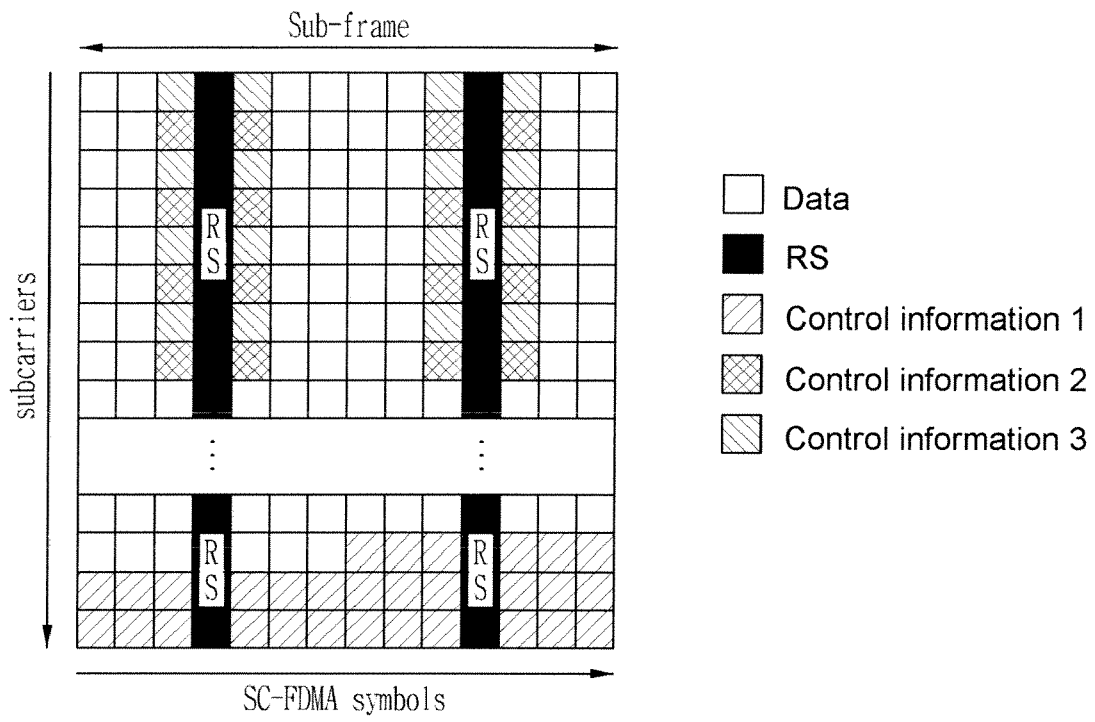 Sub-frame
subcarriers
RS
RS
RS
RS
SC-FDMA symbols
Data
RS
Control information 1
Control information 2
Control information 3